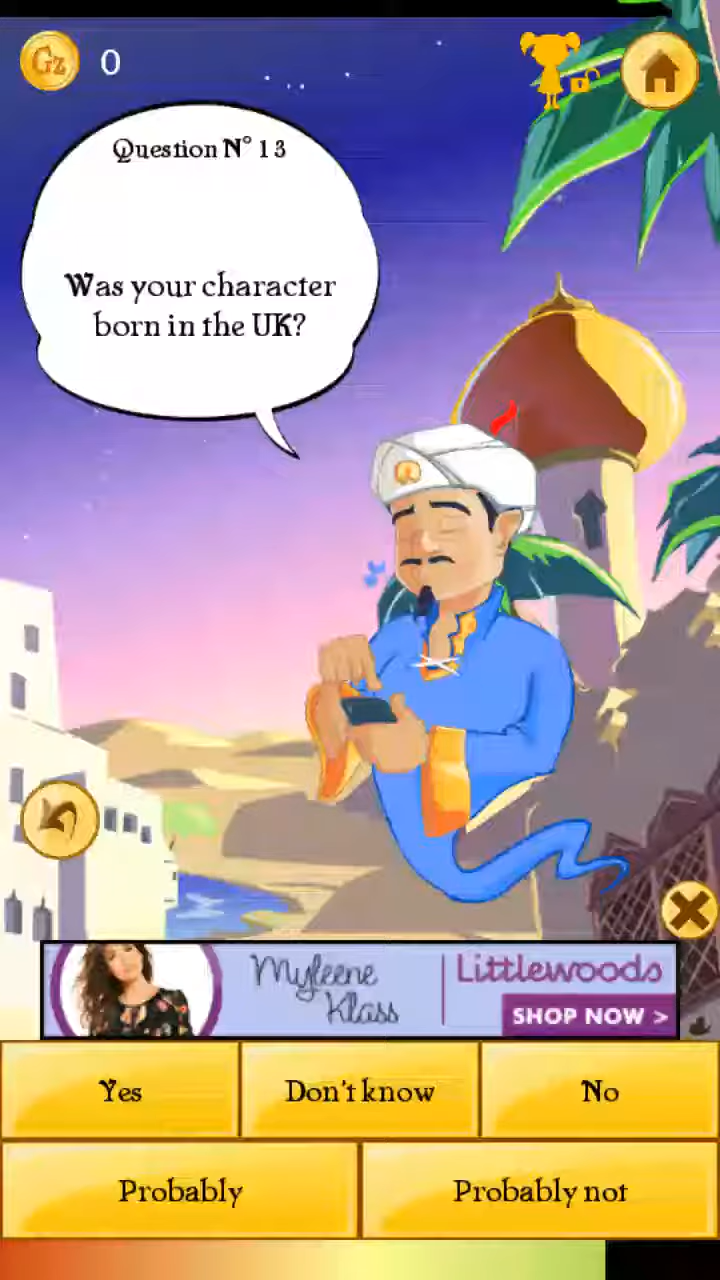 Gz 0
Question N° 13
Was your character
born in the UK?
Myleene
Klass
Littlewoods
SHOP NOW >
Yes
Don't know
No
Probably
Probably not